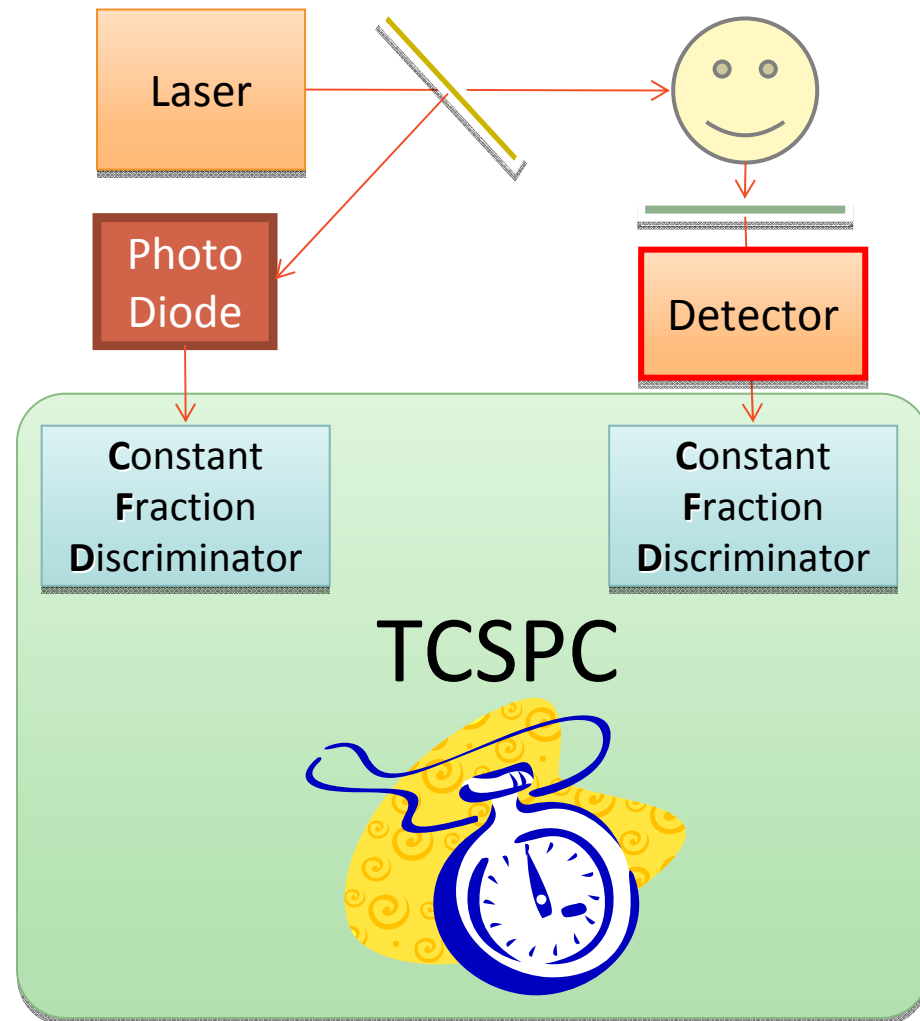 Laser
Photo
Diode
Detector
Constant
Fraction
Discriminator
Constant
Fraction
Discriminator
TCSPC